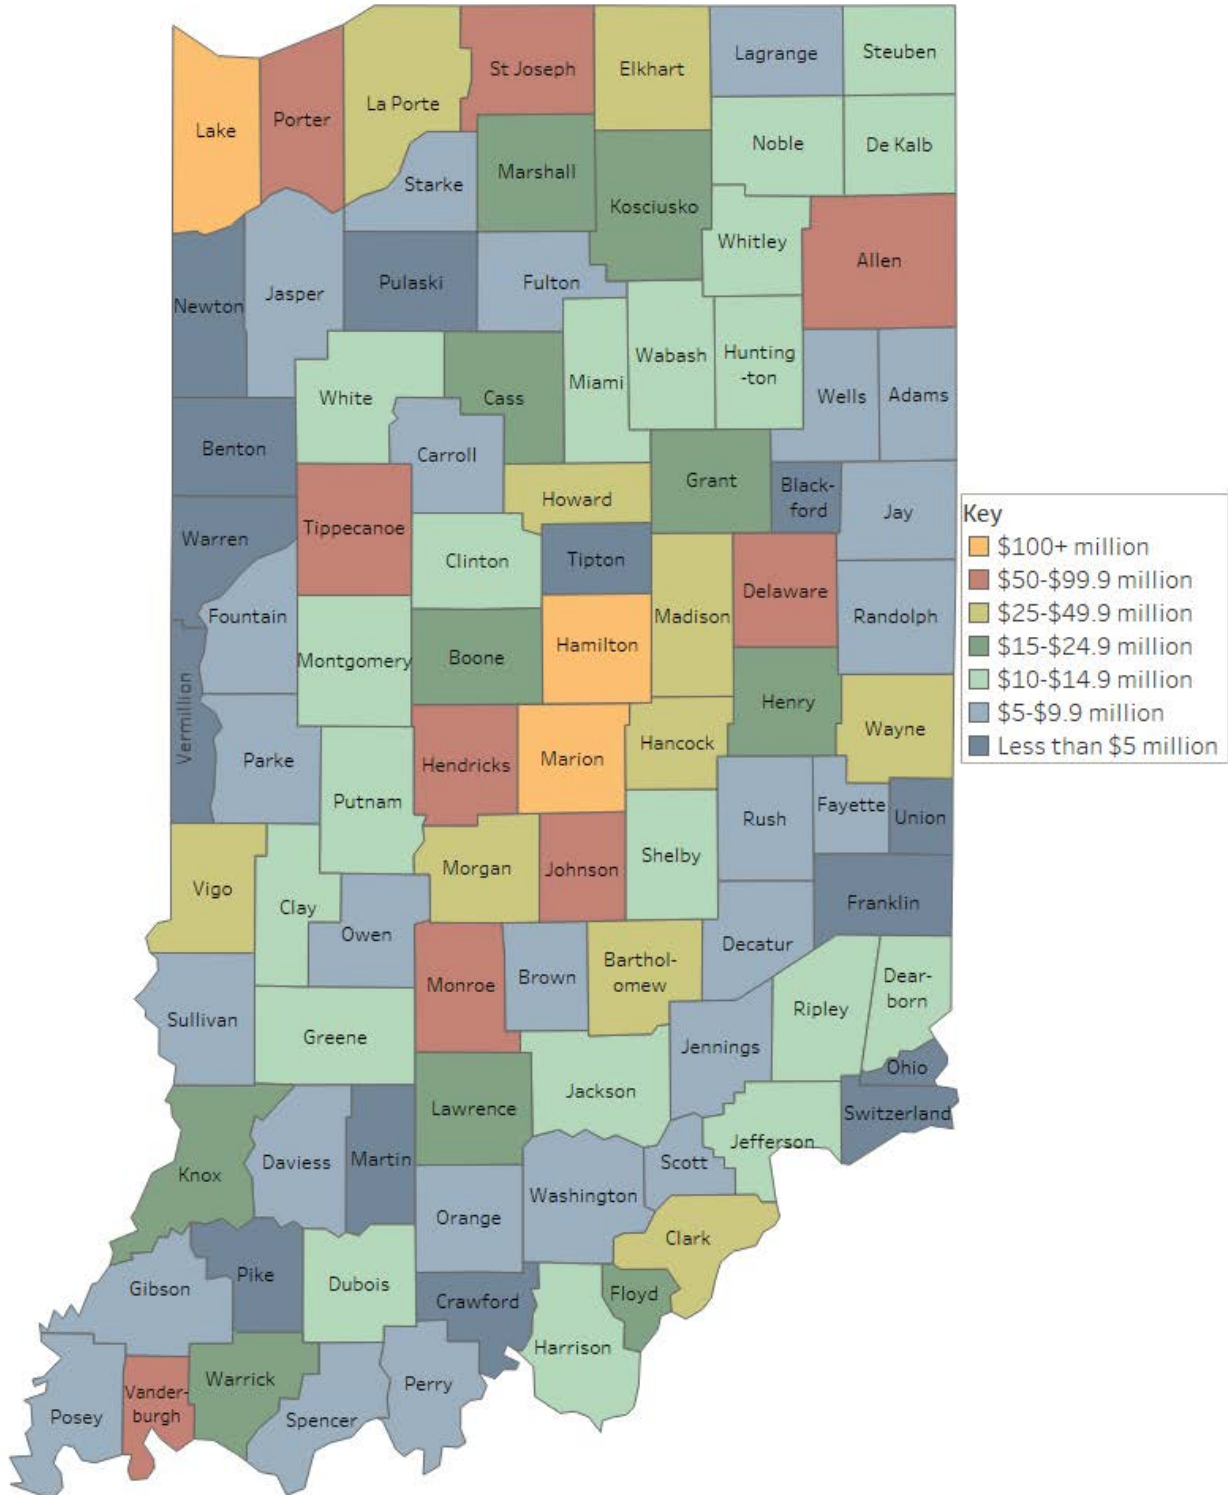 Lagrange
Steuben
St Joseph
Elkhart
La Porte
Porter
Lake
Noble
De Kalb
Marshall
Starke
Kosciusko
Whitley
Allen
Pulaski
Fulton
Jasper
Newton
Wabash
Hunting
-ton
Miami
White
Cass
Wells
Adams
Benton
Carroll
Grant
Black-
ford
Howard
Jay
Key
$100+ million
$50-$99.9 million
$25-$49.9 million
$15-$24.9 million
$10-$14.9 million
$5-$9.9 million
Less than $5 million
Tippecanoe
Warren
Clinton
Tipton
Delaware
Fountain
Madison
Randolph
Hamilton
Boone
Montgomery
Henry
Vermillion
Wayne
Hancock
Marion
Hendricks
Parke
Putnam
Fayette
Rush
Union
Shelby
Morgan
Johnson
Vigo
Clay
Franklin
Owen
Decatur
Barthol-
omew
Brown
Monroe
Dear-
born
Ripley
Sullivan
Greene
Jennings
Ohio
Jackson
Lawrence
Switzerland
Jefferson
Daviess
Martin
Scott
Knox
Washington
Orange
Clark
Pike
Dubois
Gibson
Floyd
Crawford
Harrison
Warrick
Perry
Vander-
burgh
Posey
Spencer